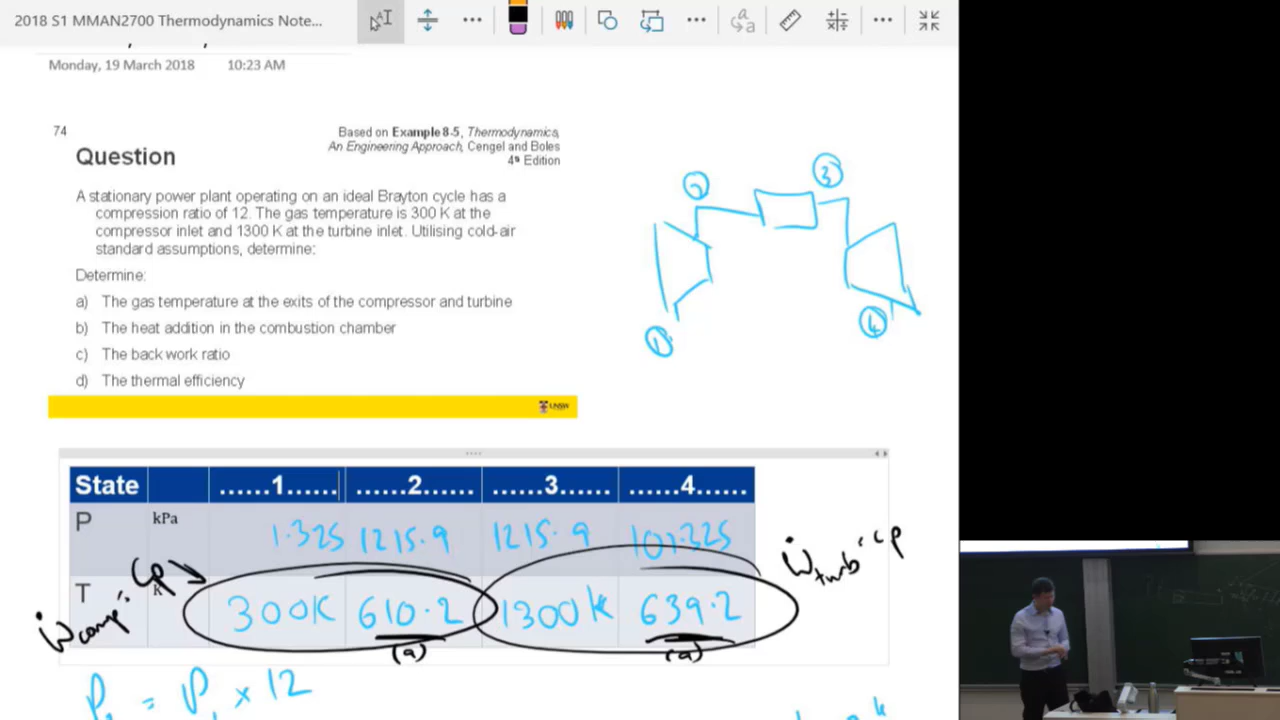 2018 S1 MMAN2700 Thermodynamics Note...
Monday, 19 March 2018 10:23 AM
74
Based on Example 8-5, Thermodynamics,
An Engineering Approach, Cengel and Boles
4th Edition
Question
A stationary power plant operating on an ideal Brayton cycle has a
compression ratio of 12. The gas temperature is 300 K at the
compressor inlet and 1300 K at the turbine inlet. Utilising cold-air
standard assumptions, determine:
Determine:
a) The gas temperature at the exits of the compressor and turbine
b) The heat addition in the combustion chamber
c) The back work ratio
d) The thermal efficiency
UNSW
1
2
3
4
State ......1...... ......2...... ......3...... ......4......
P kPa 1.325 1215.9 1215.9 101.325
T K 300K 610.2 1300K 639.2
(a) (a)
Ẇcomp, Cp
Ẇturb, Cp
P2 = P1 × 12